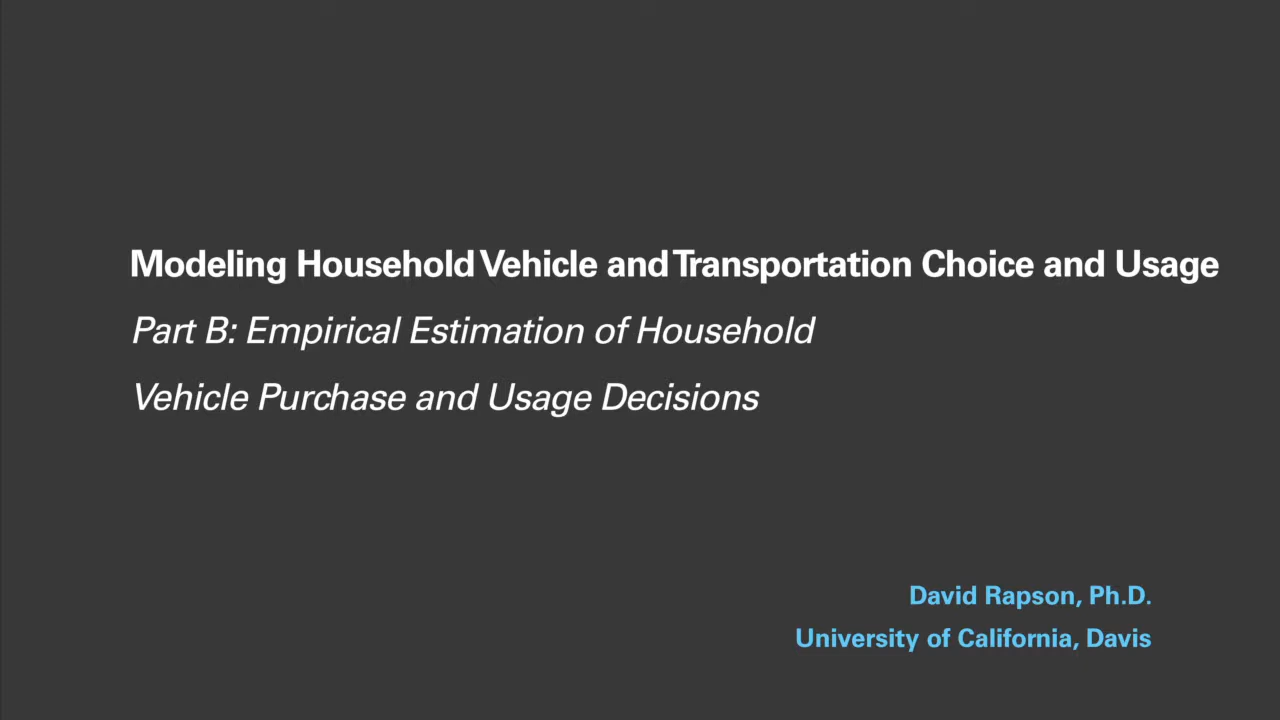 Modeling Household Vehicle and Transportation Choice and Usage
Part B: Empirical Estimation of Household
Vehicle Purchase and Usage Decisions
David Rapson, Ph.D.
University of California, Davis